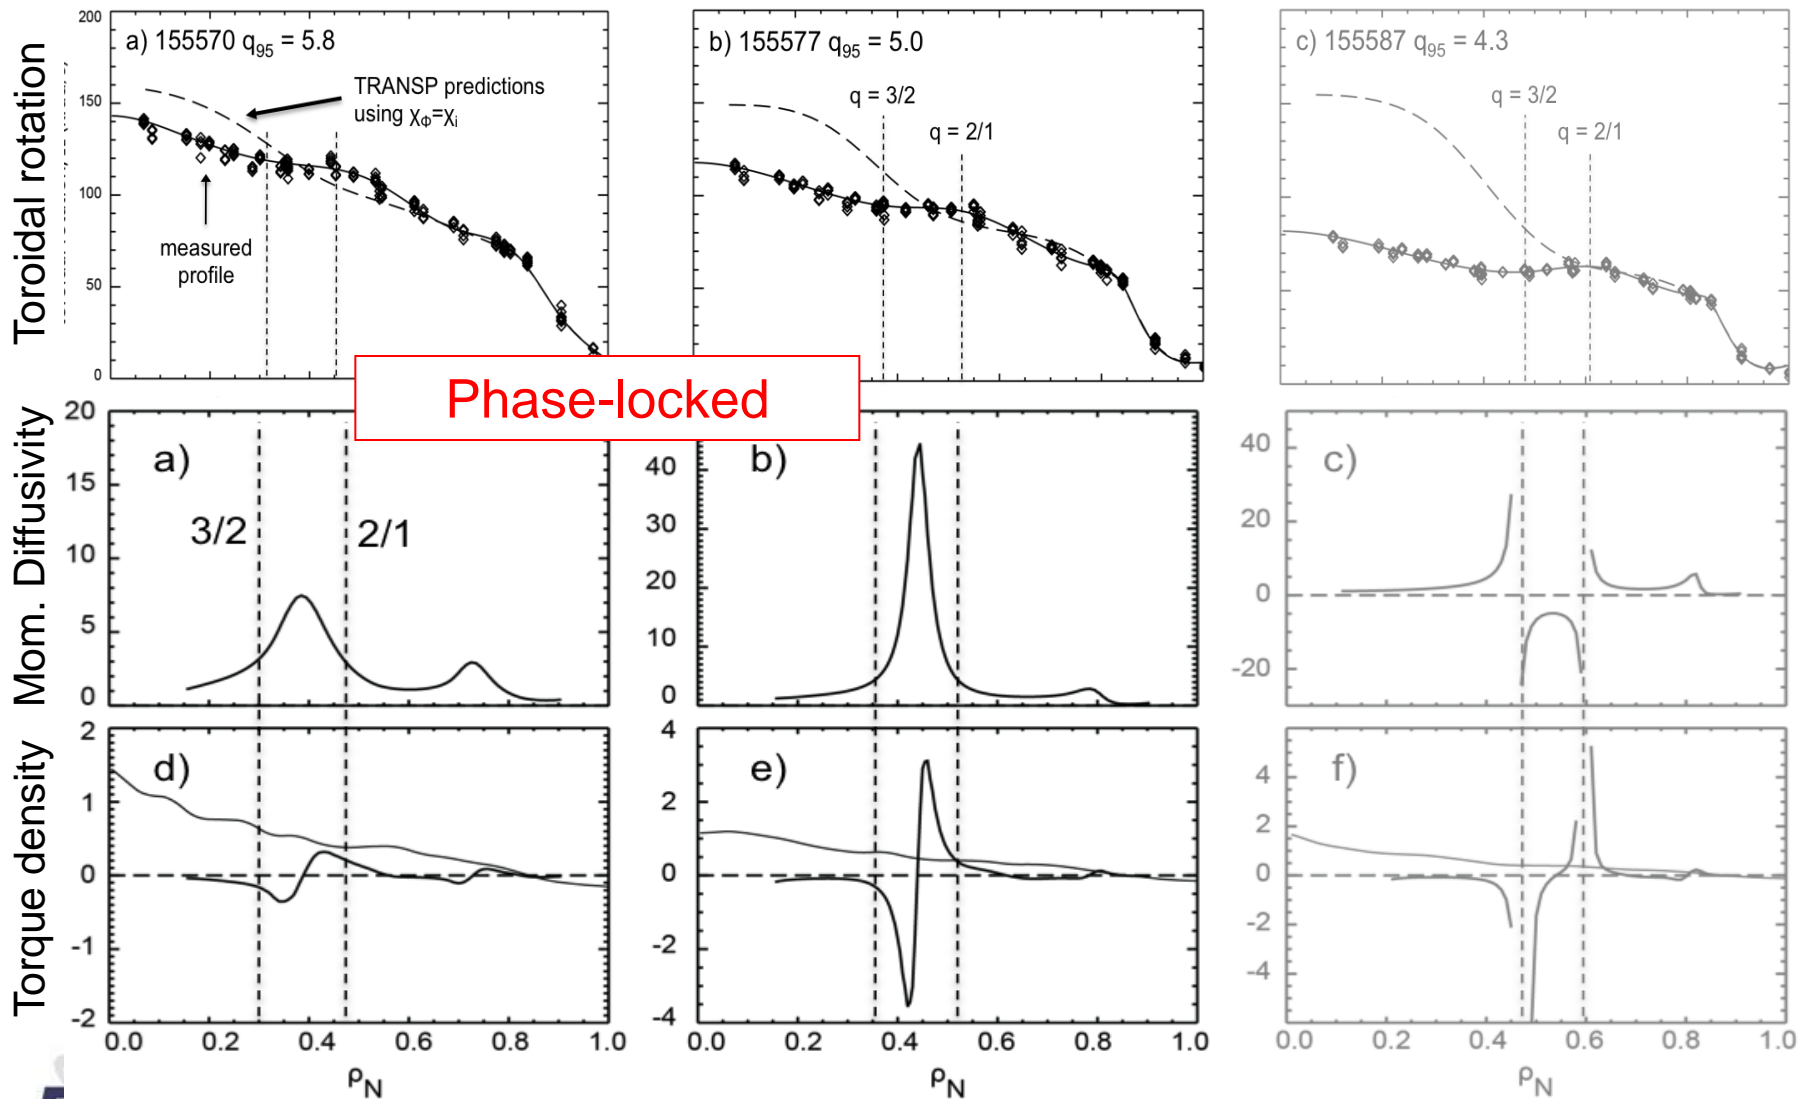 Toroidal rotation
200
150
100
50
0
a) 155570 q95 = 5.8
TRANSP predictions
using χΦ=χi
measured
profile
b) 155577 q95 = 5.0
q = 3/2
q = 2/1
c) 155587 q95 = 4.3
q = 3/2
q = 2/1
Phase-locked
Mom. Diffusivity
20
15
10
5
0
a)
3/2
2/1
40
30
20
10
0
b)
40
20
0
-20
c)
Torque density
2
1
0
-1
-2
d)
4
2
0
-2
-4
e)
4
2
0
-2
-4
f)
0.0 0.2 0.4 0.6 0.8 1.0
0.0 0.2 0.4 0.6 0.8 1.0
0.0 0.2 0.4 0.6 0.8 1.0
ρN
ρN
ρN